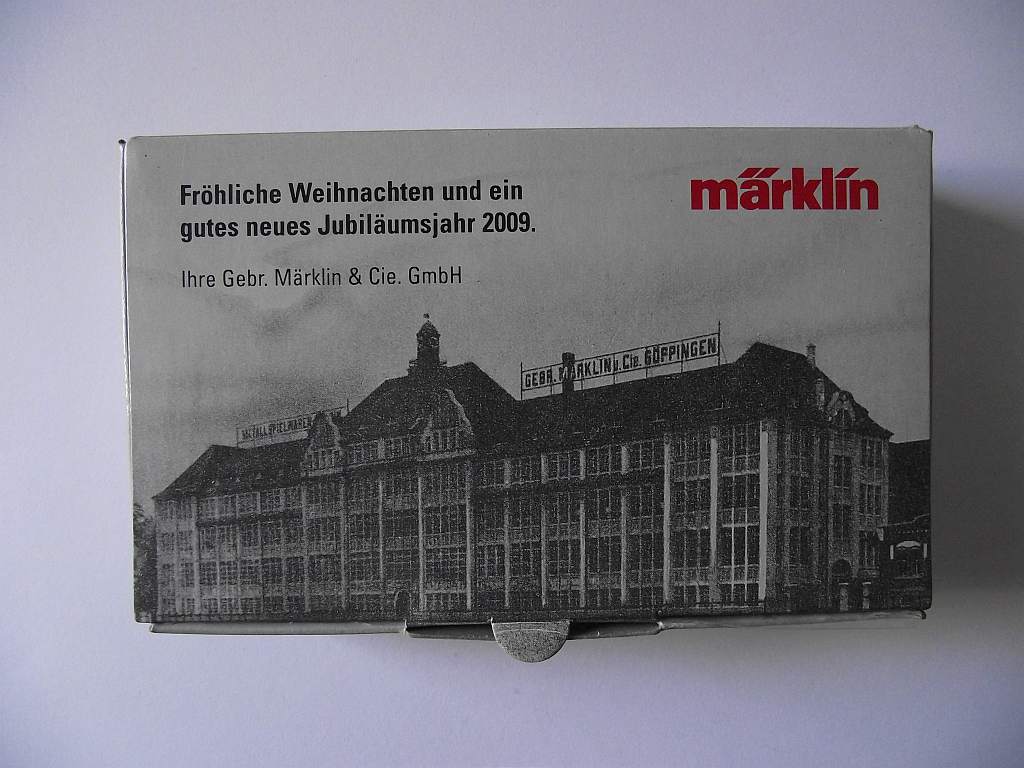 Fröhliche Weihnachten und ein
gutes neues Jubiläumsjahr 2009.
märklin
Ihre Gebr. Märklin & Cie. GmbH
GEBR. MÄRKLIN u. Cie. GÖPPINGEN